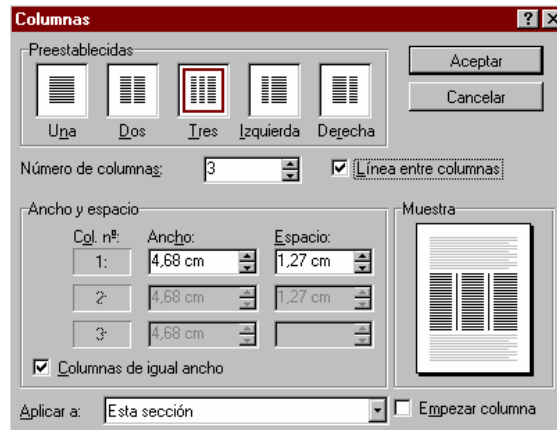 Columnas
Preestablecidas
Una Dos Tres Izquierda Derecha
Aceptar
Cancelar
Número de columnas: 3 Línea entre columnas
Ancho y espacio
Col. nº: Ancho: Espacio:
1: 4,68 cm 1,27 cm
2: 4,68 cm 1,27 cm
3: 4,68 cm
Columnas de igual ancho
Muestra
Aplicar a: Esta sección Empezar columna